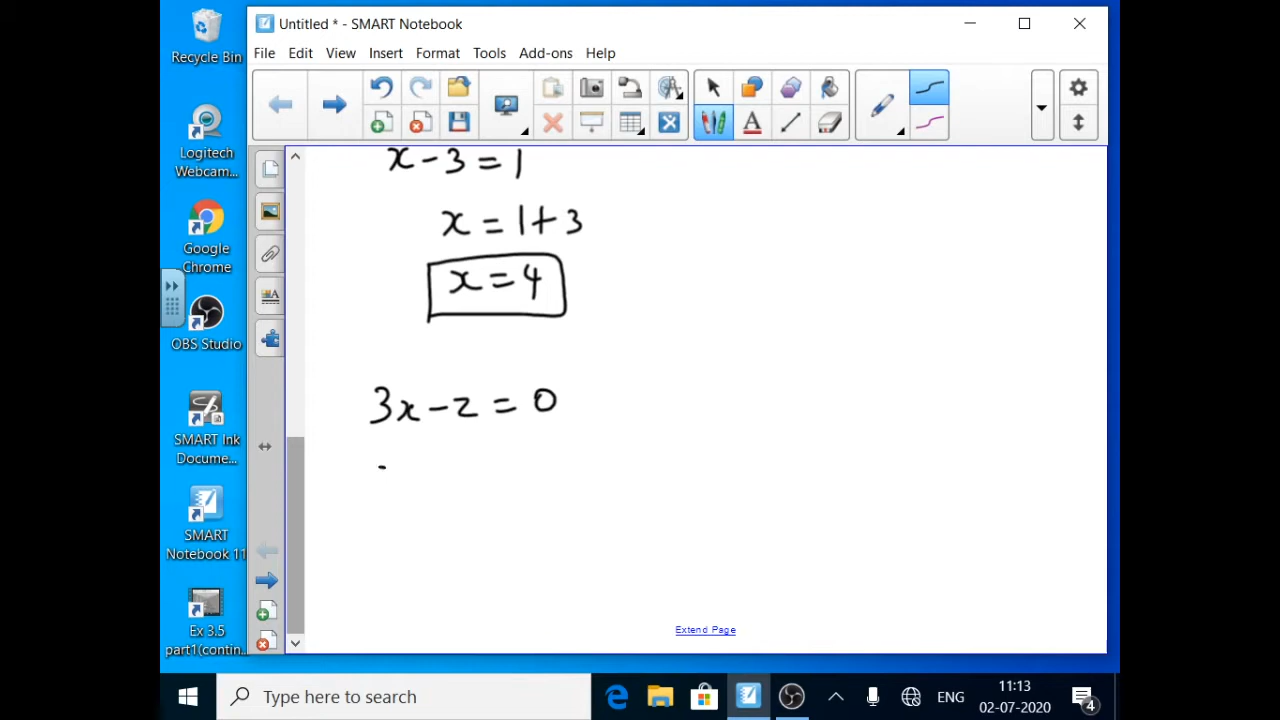 Untitled * - SMART Notebook
File Edit View Insert Format Tools Add-ons Help
Recycle Bin
Logitech
Webcam...
Google
Chrome
OBS Studio
SMART Ink
Docume...
SMART
Notebook 11
Ex 3.5
part1(contin...
x - 3 = 1
x = 1 + 3
x = 4
3x - 2 = 0
Extend Page
Type here to search
ENG
11:13
02-07-2020
4